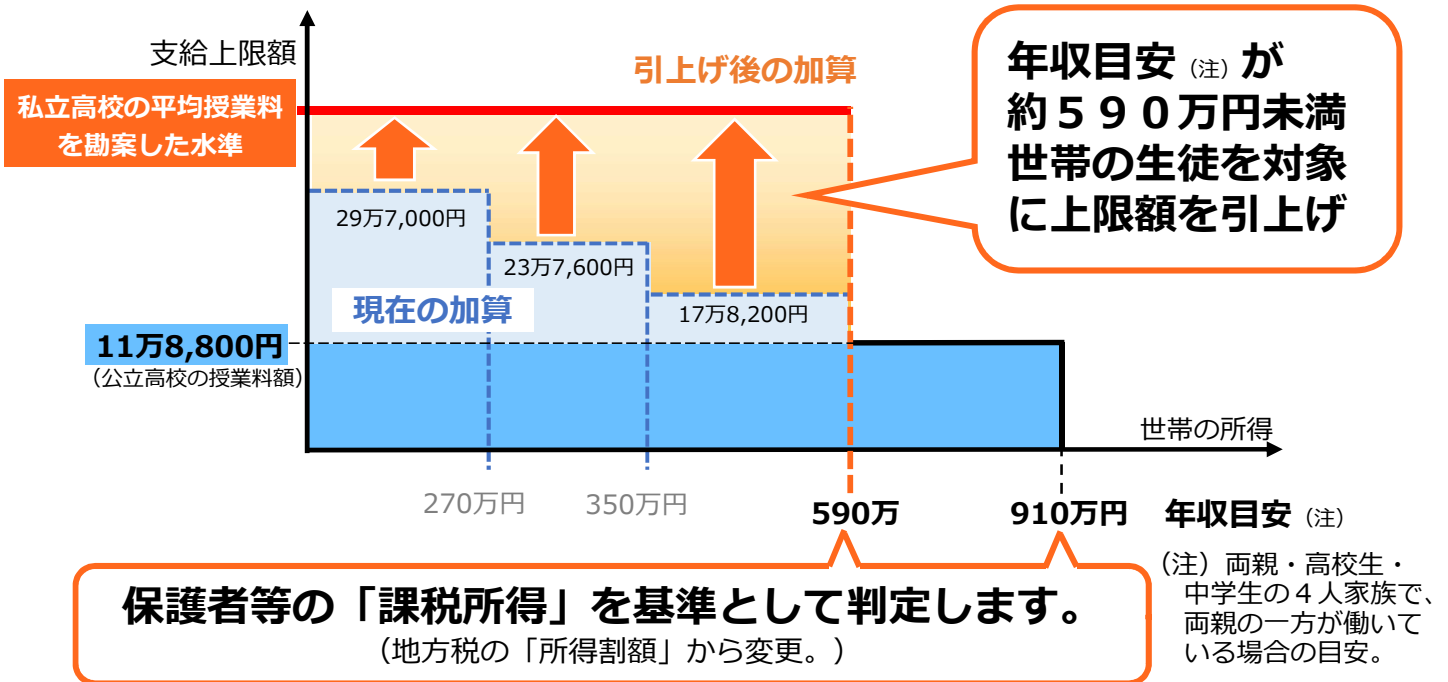 支給上限額
私立高校の平均授業料
を勘案した水準
引上げ後の加算
年収目安（注）が
約５９０万円未満
世帯の生徒を対象
に上限額を引上げ
29万7,000円
23万7,600円
17万8,200円
現在の加算
11万8,800円
（公立高校の授業料額）
世帯の所得
270万円
350万円
590万
910万円
年収目安（注）
（注）両親・高校生・
中学生の４人家族で、
両親の一方が働いて
いる場合の目安。
保護者等の「課税所得」を基準として判定します。
（地方税の「所得割額」から変更。）